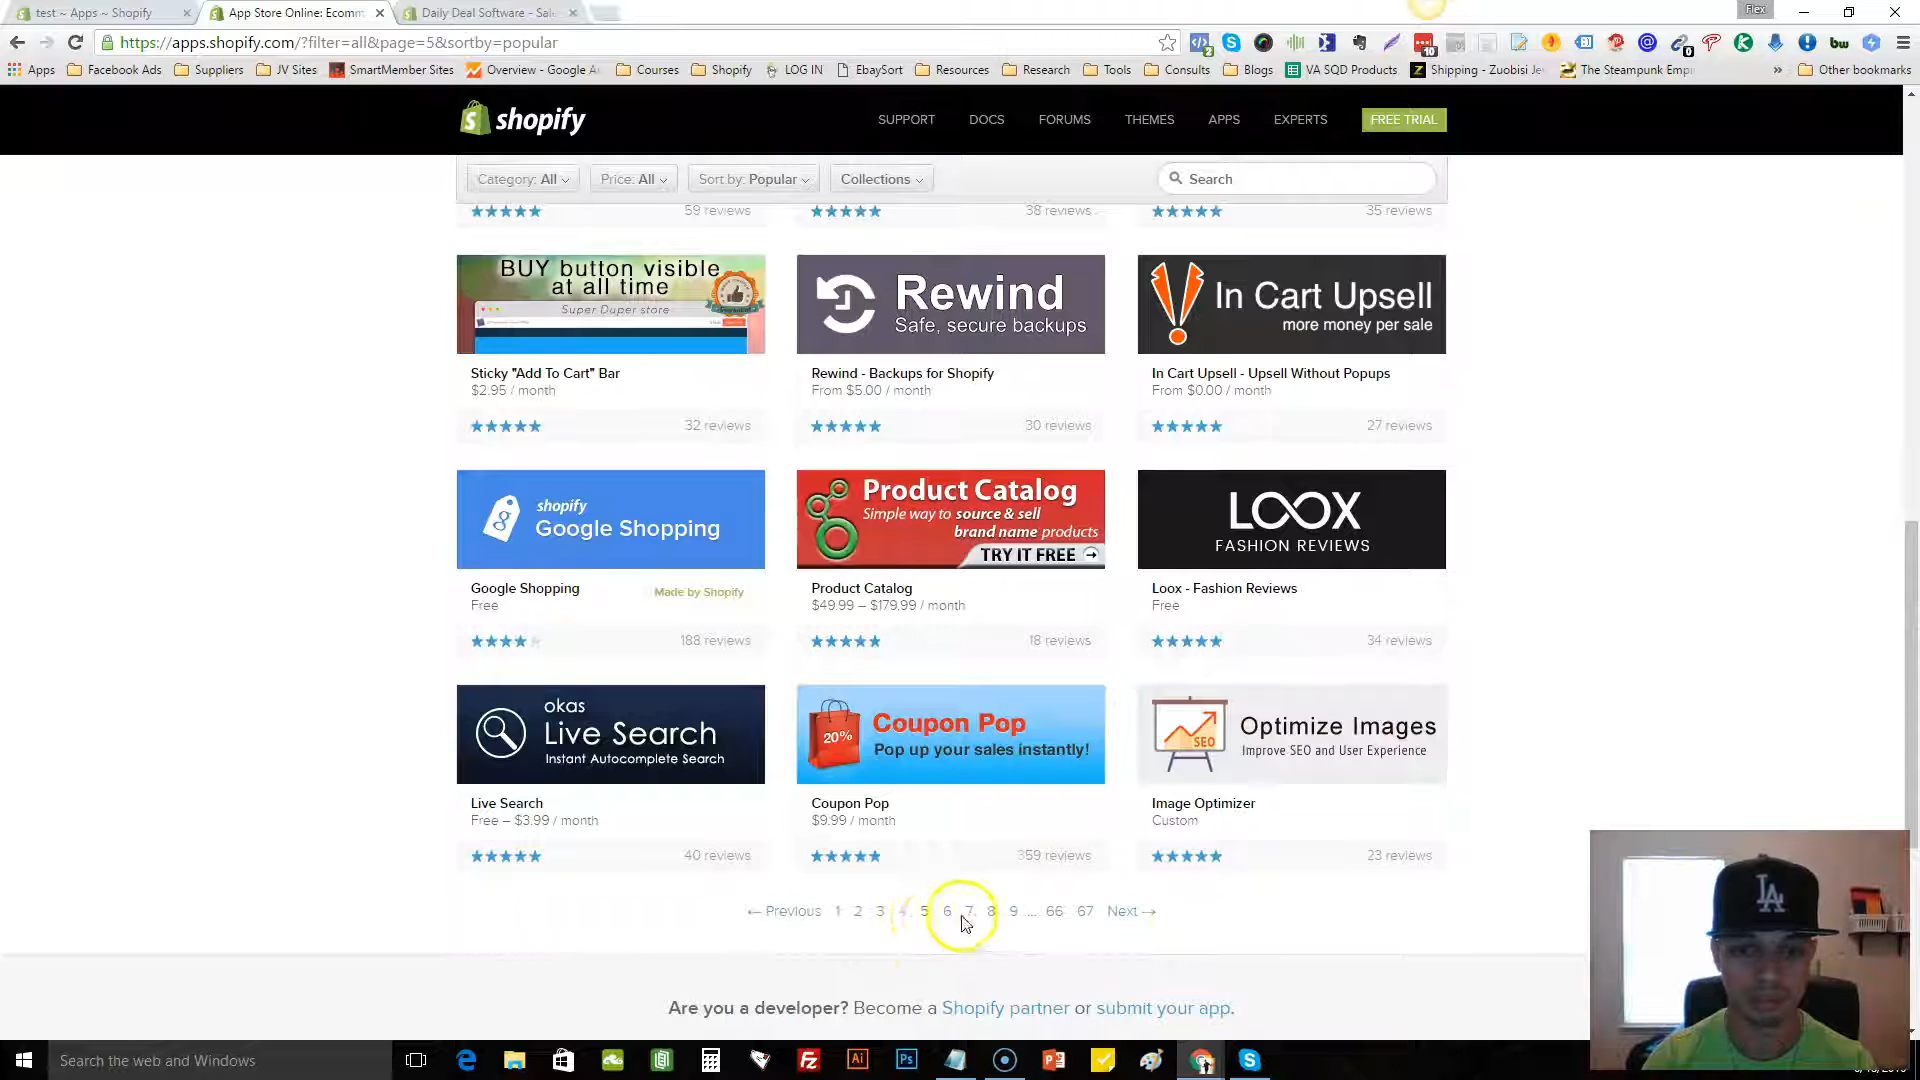 test ~ Apps ~ Shopify
App Store Online: Ecomm
Daily Deal Software - Sal
Flex
https://apps.shopify.com/?filter=all&page=5&sortby=popular
Apps
Facebook Ads
Suppliers
JV Sites
SmartMember Sites
Overview - Google A
Courses
Shopify
LOG IN
EbaySort
Resources
Research
Tools
Consults
Blogs
VA SQD Products
Shipping - Zuobisi Je
The Steampunk Emp
Other bookmarks
shopify
SUPPORT
DOCS
FORUMS
THEMES
APPS
EXPERTS
FREE TRIAL
Category: All
Price: All
Sort by: Popular
Collections
Search
59 reviews
38 reviews
35 reviews
BUY button visible
at all time
Super Duper store
Rewind
Safe, secure backups
In Cart Upsell
more money per sale
Sticky "Add To Cart" Bar
$2.95 / month
Rewind - Backups for Shopify
From $5.00 / month
In Cart Upsell - Upsell Without Popups
From $0.00 / month
32 reviews
30 reviews
27 reviews
shopify
Google Shopping
Product Catalog
Simple way to source & sell
brand name products
TRY IT FREE
LOOX
FASHION REVIEWS
Google Shopping
Free
Made by Shopify
Product Catalog
$49.99 – $179.99 / month
Loox - Fashion Reviews
Free
188 reviews
18 reviews
34 reviews
okas
Live Search
Instant Autocomplete Search
20%
Coupon Pop
Pop up your sales instantly!
SEO
Optimize Images
Improve SEO and User Experience
Live Search
Free – $3.99 / month
Coupon Pop
$9.99 / month
Image Optimizer
Custom
40 reviews
359 reviews
23 reviews
← Previous 1 2 3 4 5 6 7 8 9 ... 66 67 Next →
Are you a developer? Become a Shopify partner or submit your app.
LA
Search the web and Windows